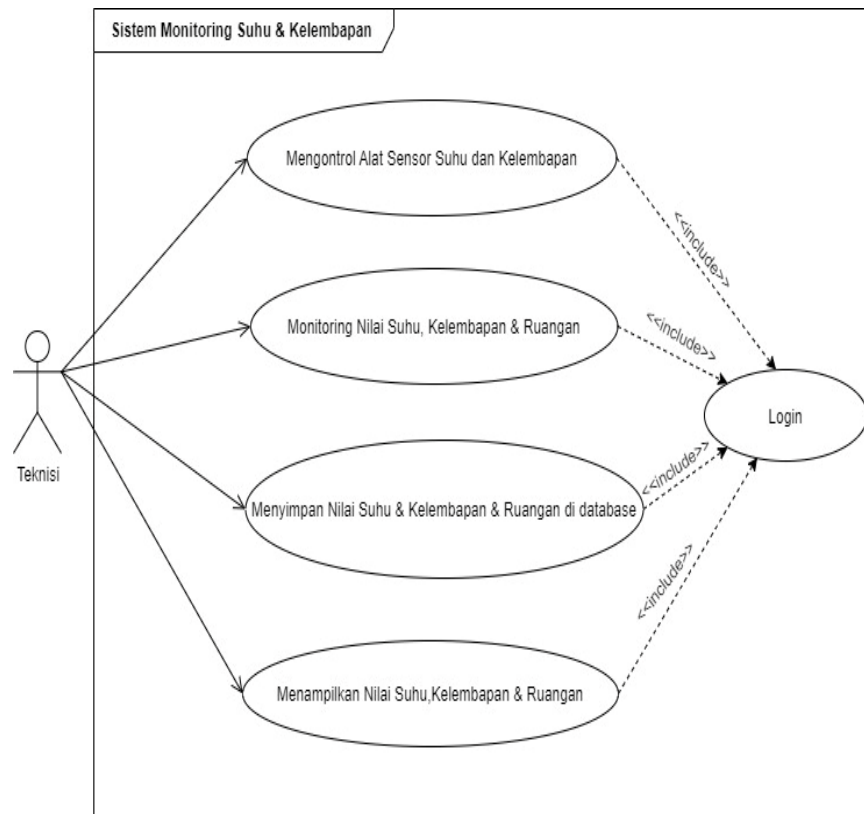 Sistem Monitoring Suhu & Kelembapan
Mengontrol Alat Sensor Suhu dan Kelembapan
<<include>>
Monitoring Nilai Suhu, Kelembapan & Ruangan
<<include>>
Teknisi
Login
Menyimpan Nilai Suhu & Kelembapan & Ruangan di database
<<include>>
Menampilkan Nilai Suhu,Kelembapan & Ruangan
<<include>>